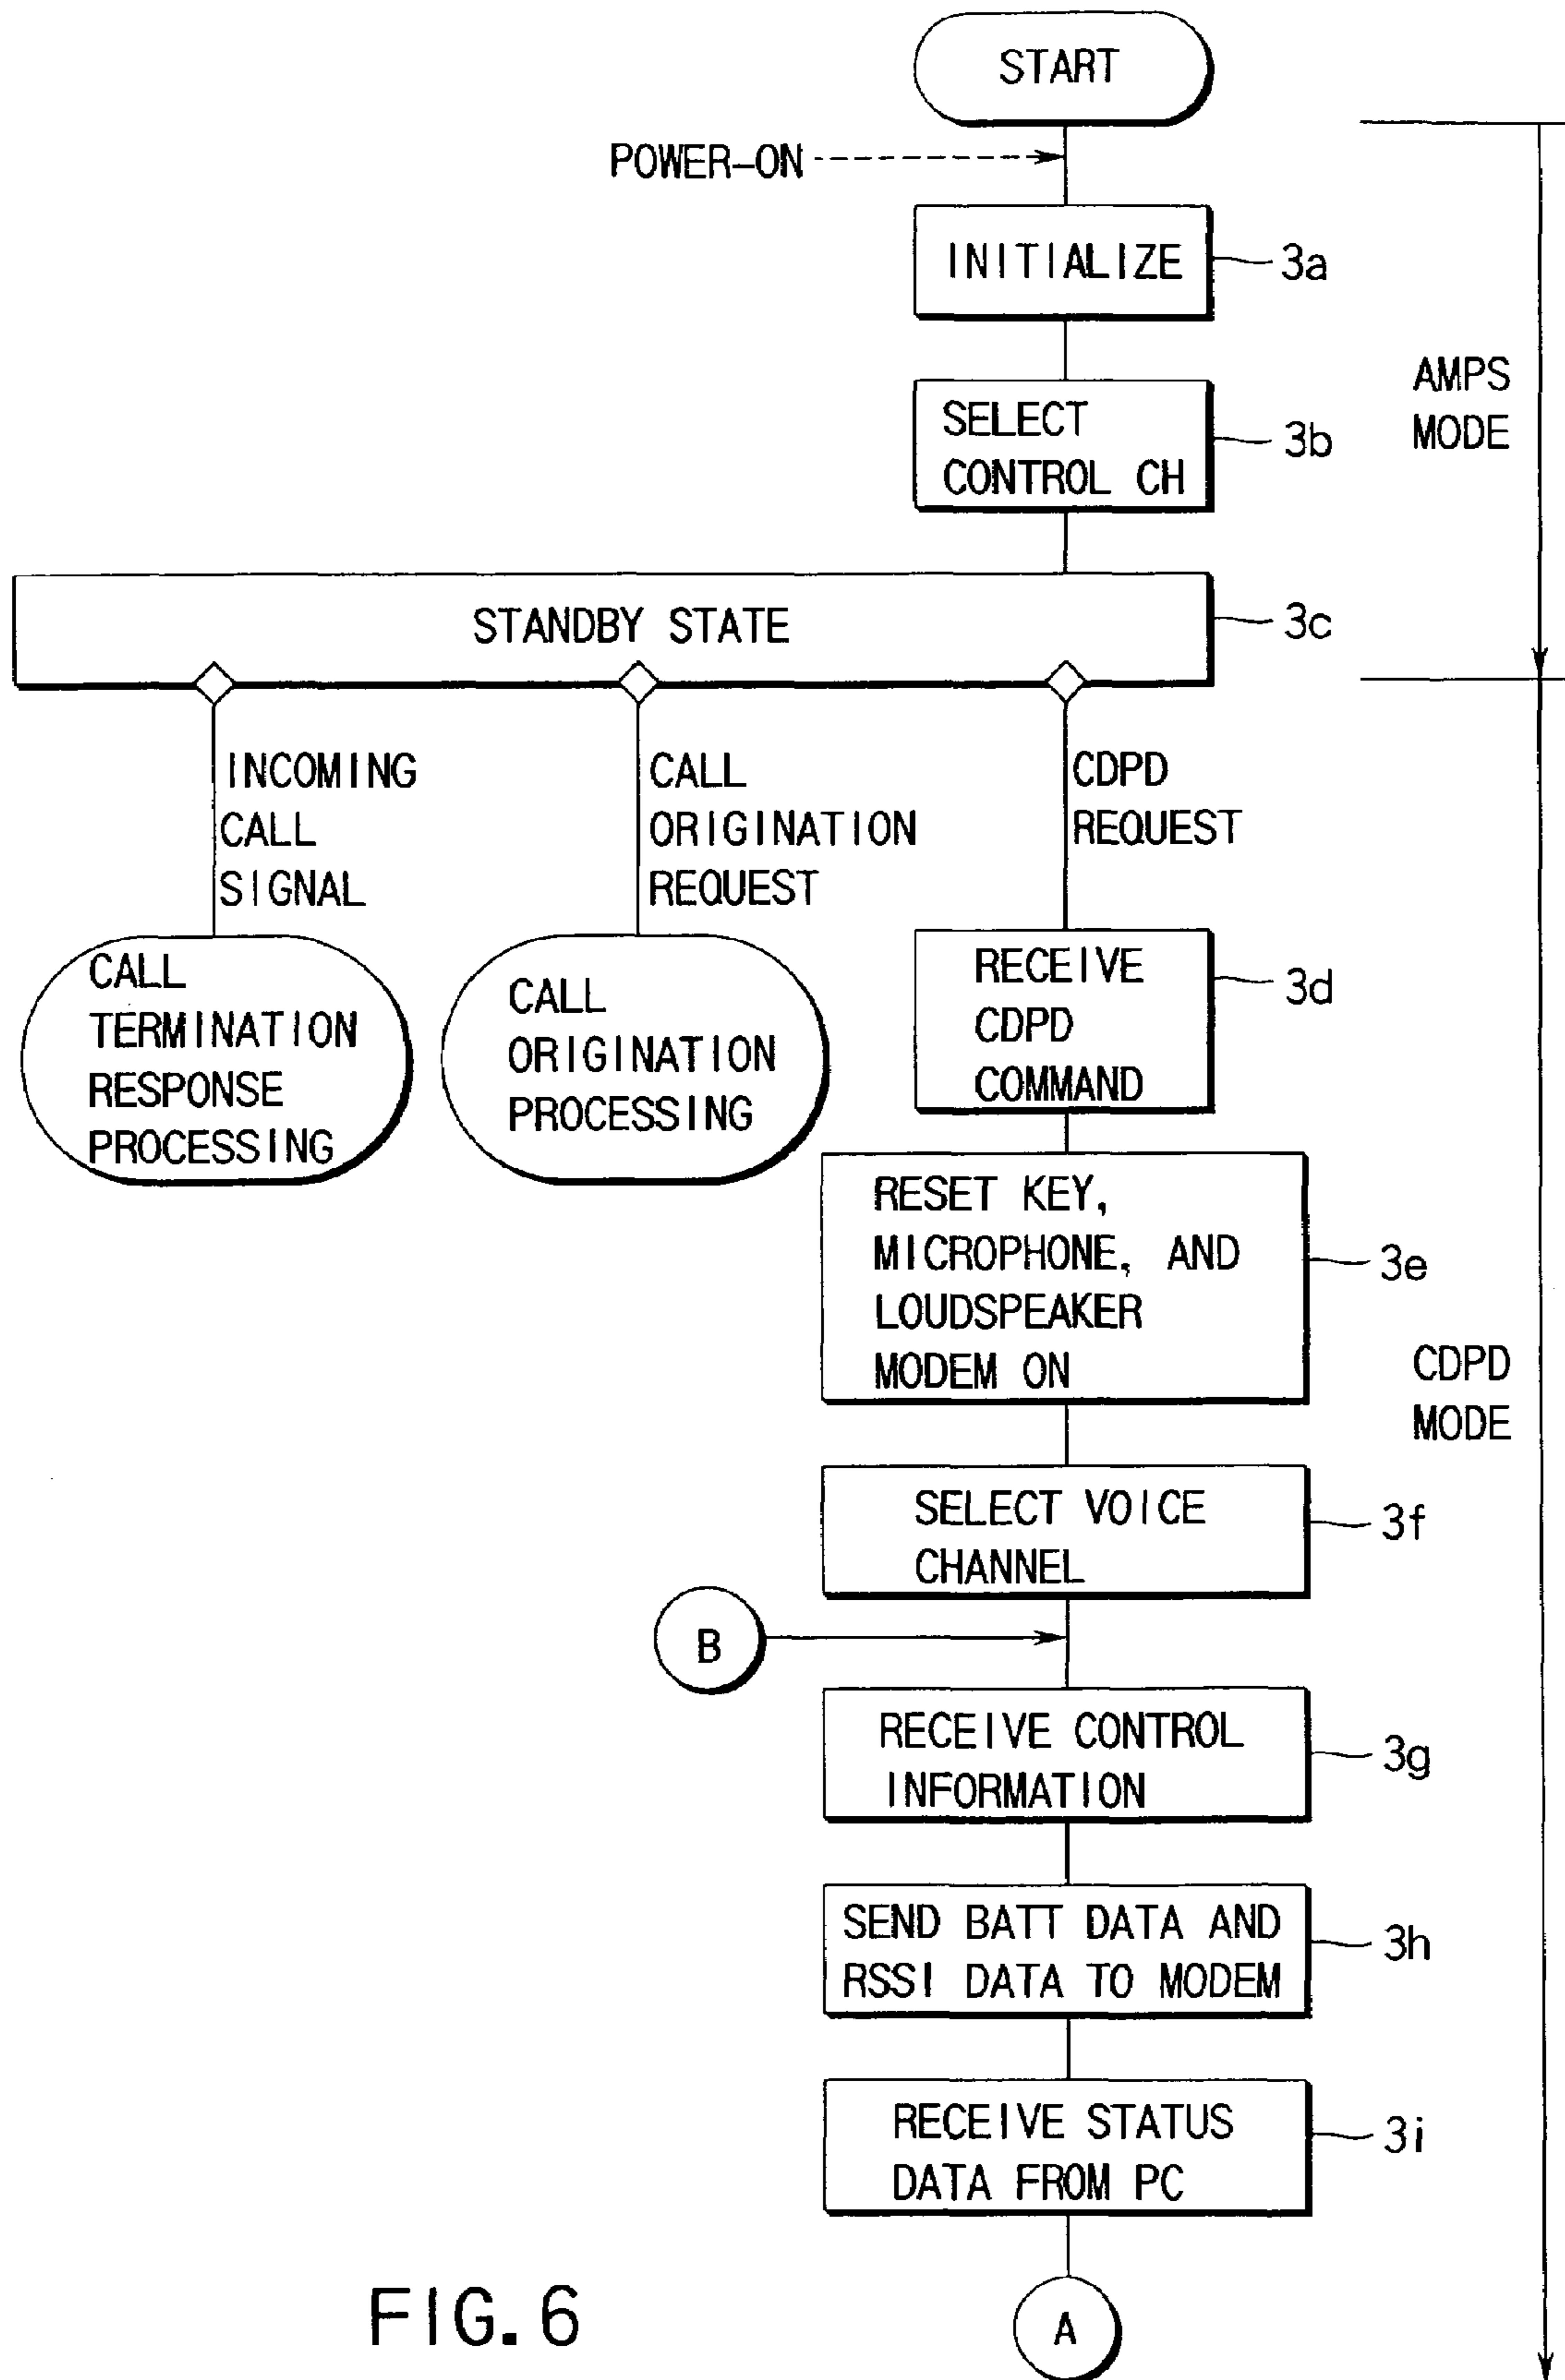 START
POWER-ON
INITIALIZE
3a
SELECT
CONTROL CH
3b
AMPS
MODE
STANDBY STATE
3c
INCOMING
CALL
SIGNAL
CALL
ORIGINATION
REQUEST
CDPD
REQUEST
CALL
TERMINATION
RESPONSE
PROCESSING
CALL
ORIGINATION
PROCESSING
RECEIVE
CDPD
COMMAND
3d
RESET KEY,
MICROPHONE, AND
LOUDSPEAKER
MODEM ON
3e
CDPD
MODE
SELECT VOICE
CHANNEL
3f
B
RECEIVE CONTROL
INFORMATION
3g
SEND BATT DATA AND
RSSI DATA TO MODEM
3h
RECEIVE STATUS
DATA FROM PC
3i
A
FIG. 6